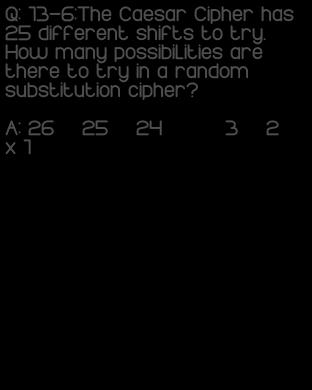 Q: 13-6:The Caesar Cipher has
25 different shifts to try.
How many possibilities are
there to try in a random
substitution cipher?
A: 26 25 24 3 2
x 1